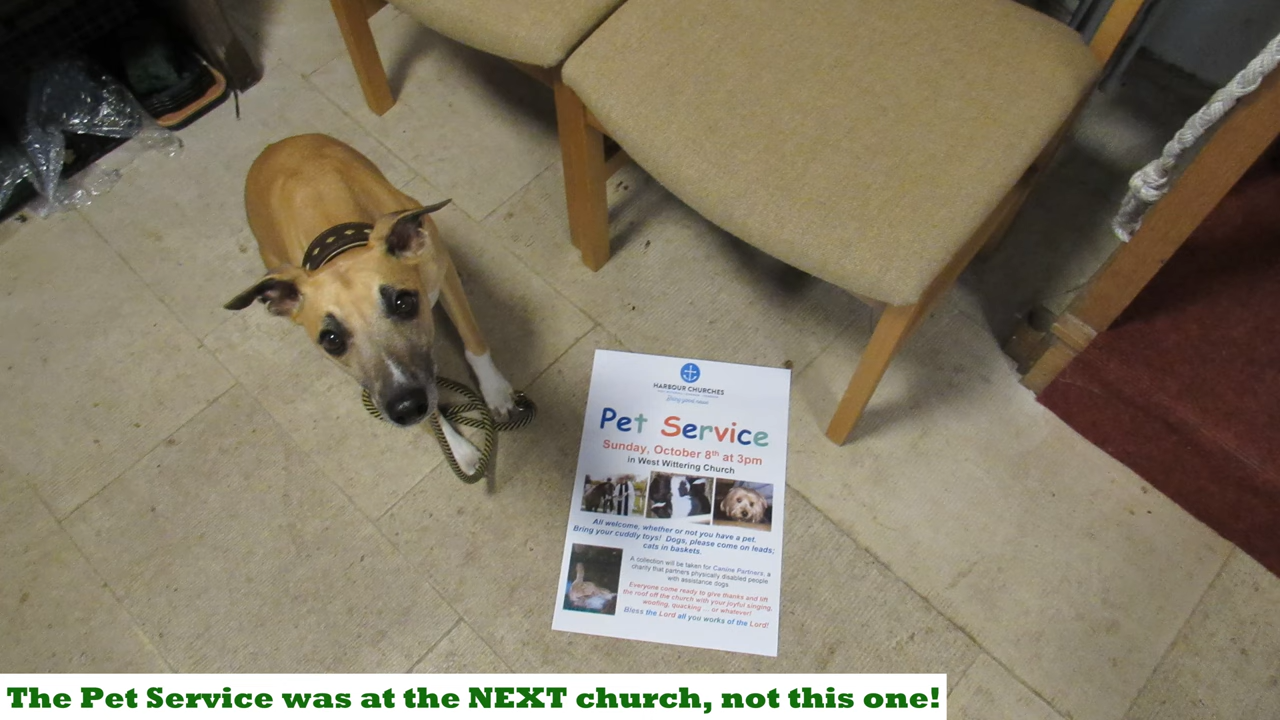 HARBOUR CHURCHES
Pet Service
Sunday, October 8th at 3pm
in West Wittering Church
All welcome, whether or not you have a pet.
Bring your cuddly toys! Dogs, please come on leads;
cats in baskets.
A collection will be taken for Canine Partners, a
charity that partners physically disabled people
with assistance dogs
Everyone come ready to give thanks and lift
the roof off the church with your joyful singing,
woofing, quacking ... or whatever!
Bless the Lord all you works of the Lord!
The Pet Service was at the NEXT church, not this one!